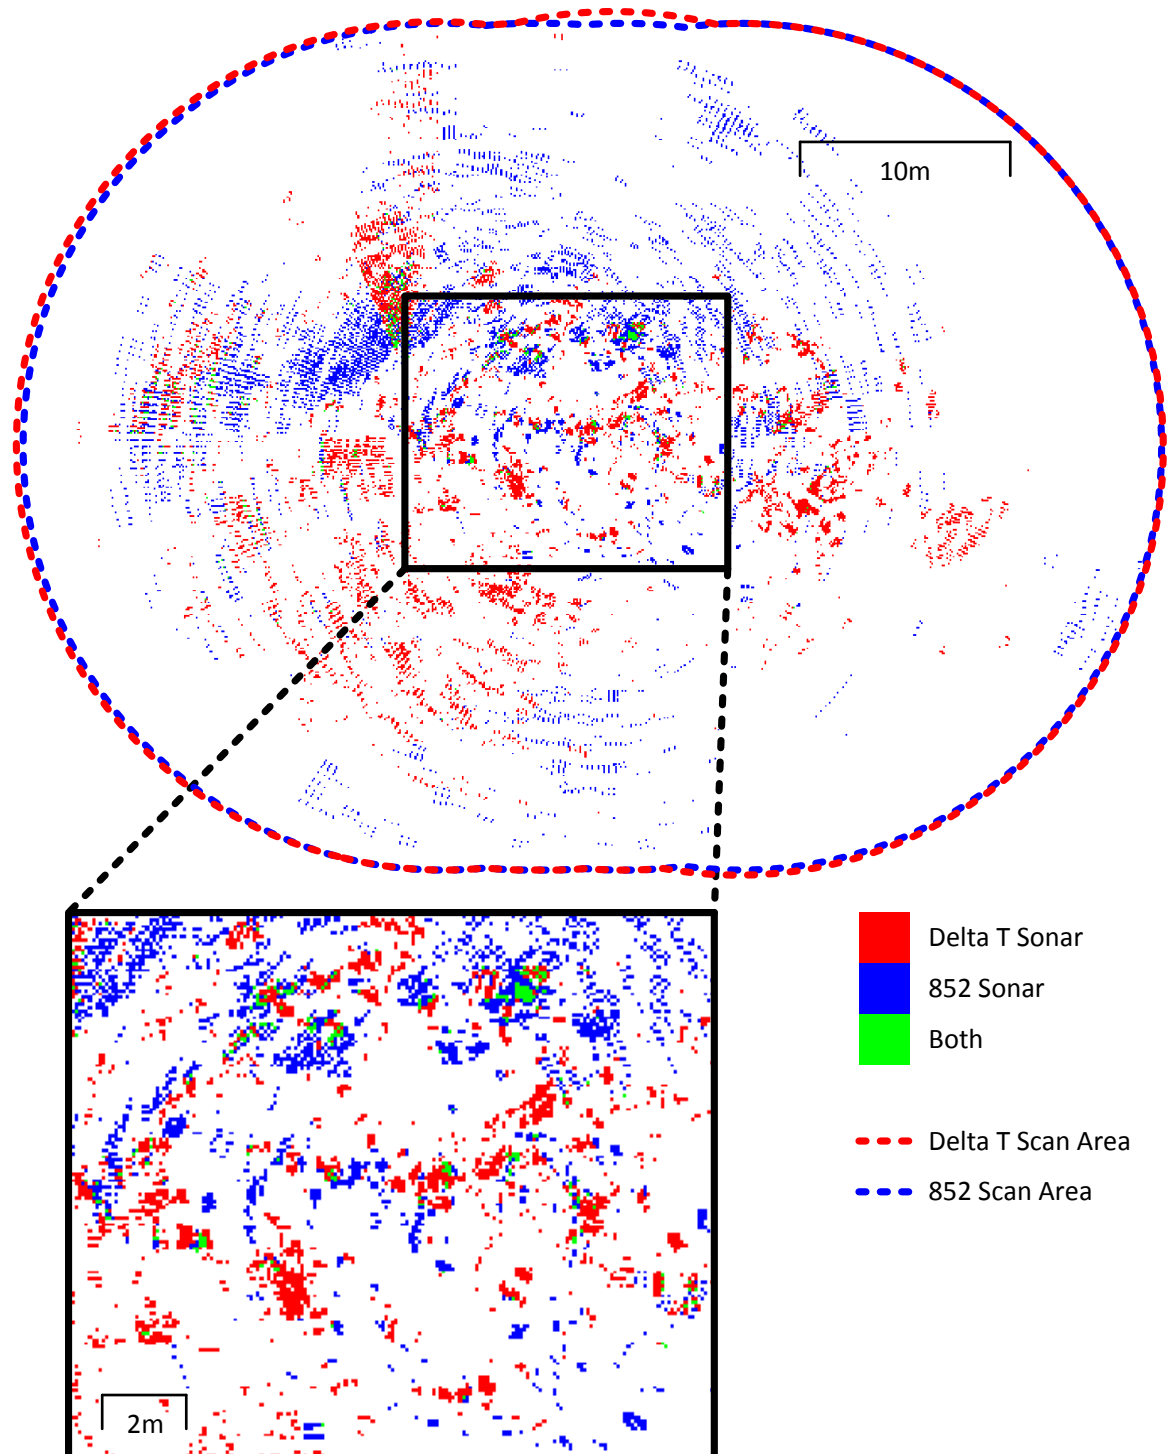 10m
Delta T Sonar
852 Sonar
Both
Delta T Scan Area
852 Scan Area
2m